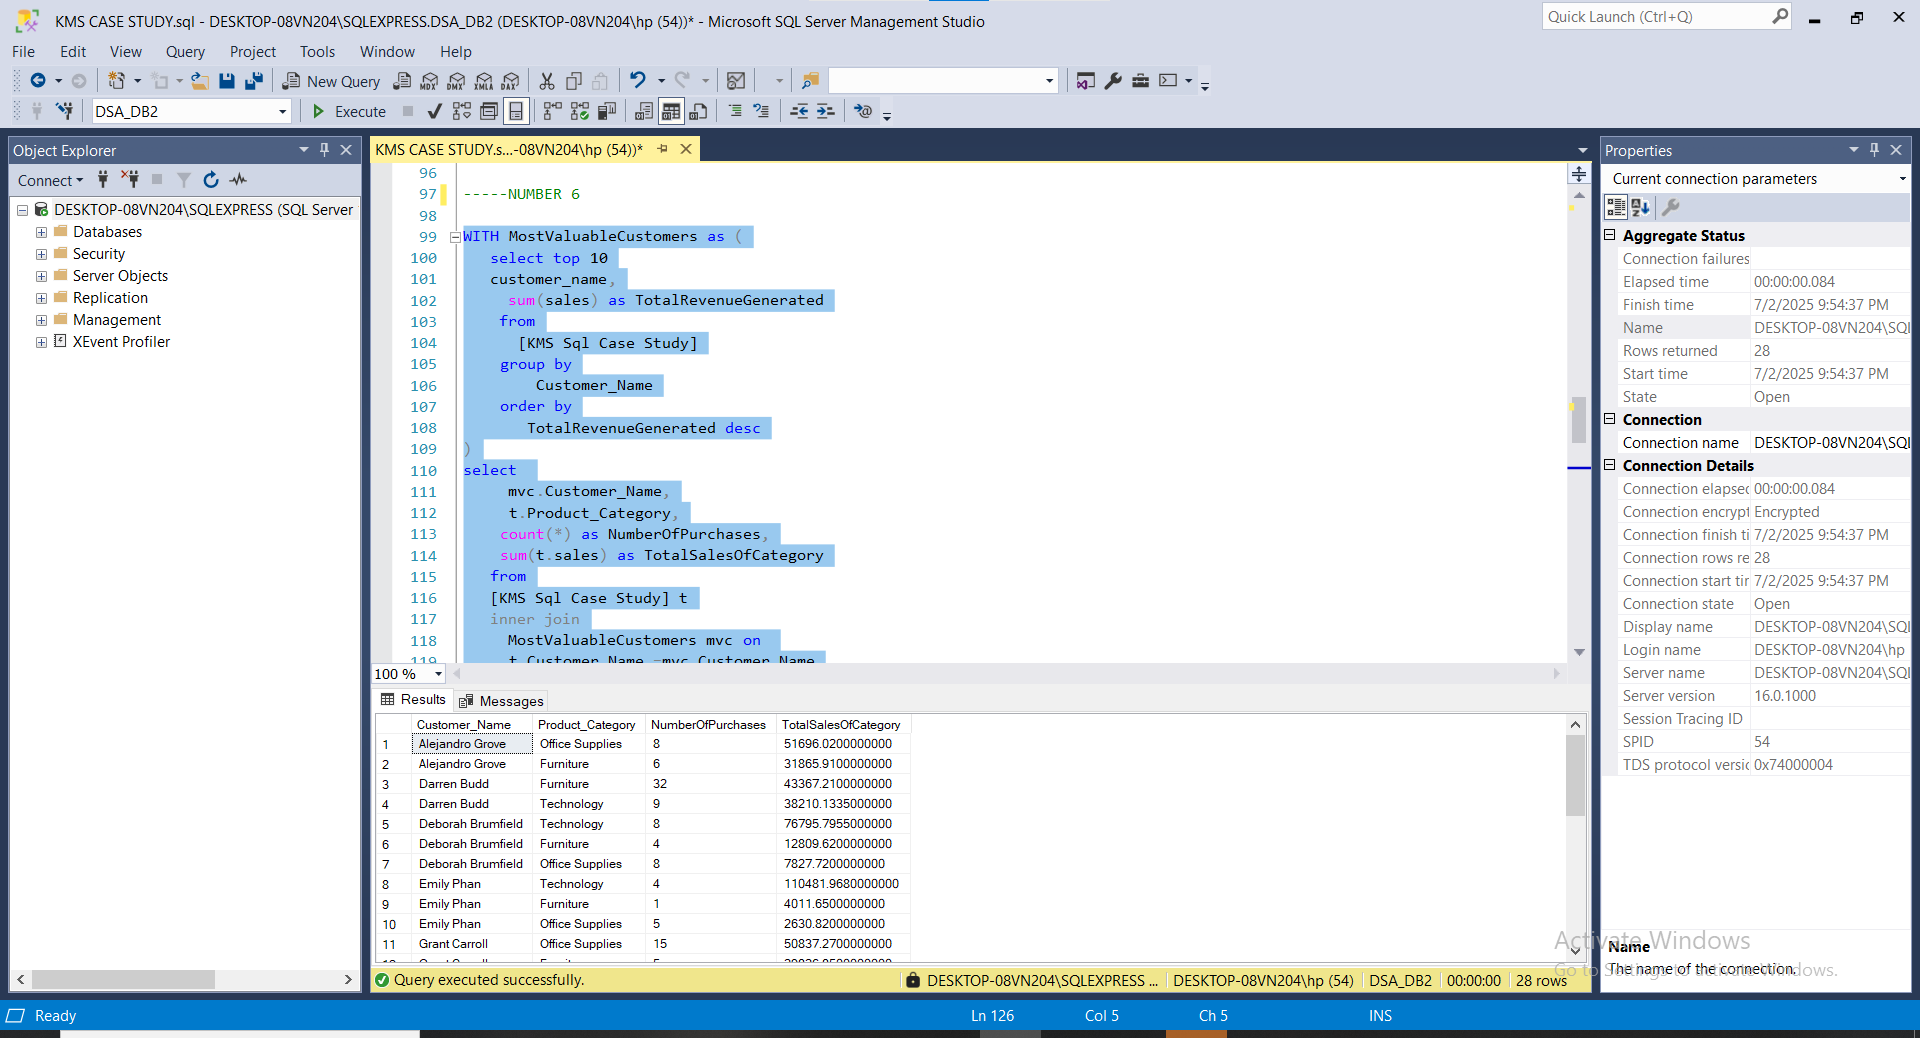 KMS CASE STUDY.sql - DESKTOP-08VN204\SQLEXPRESS.DSA_DB2 (DESKTOP-08VN204\hp (54))* - Microsoft SQL Server Management Studio
Quick Launch (Ctrl+Q)
File Edit View Query Project Tools Window Help
New Query MDX DMX XMLA DAX
DSA_DB2 Execute
Object Explorer
Connect
DESKTOP-08VN204\SQLEXPRESS (SQL Server
Databases
Security
Server Objects
Replication
Management
XEvent Profiler
KMS CASE STUDY.s...-08VN204\hp (54))*
96
97 -----NUMBER 6
98
99 WITH MostValuableCustomers as (
100 select top 10
101 customer_name,
102 sum(sales) as TotalRevenueGenerated
103 from
104 [KMS Sql Case Study]
105 group by
106 Customer_Name
107 order by
108 TotalRevenueGenerated desc
109 )
110 select
111 mvc.Customer_Name,
112 t.Product_Category,
113 count(*) as NumberOfPurchases,
114 sum(t.sales) as TotalSalesOfCategory
115 from
116 [KMS Sql Case Study] t
117 inner join
118 MostValuableCustomers mvc on
119 t.Customer_Name =mvc.Customer_Name
100 %
Results Messages
Customer_Name Product_Category NumberOfPurchases TotalSalesOfCategory
1 Alejandro Grove Office Supplies 8 51696.0200000000
2 Alejandro Grove Furniture 6 31865.9100000000
3 Darren Budd Furniture 32 43367.2100000000
4 Darren Budd Technology 9 38210.1335000000
5 Deborah Brumfield Technology 8 76795.7955000000
6 Deborah Brumfield Furniture 4 12809.6200000000
7 Deborah Brumfield Office Supplies 8 7827.7200000000
8 Emily Phan Technology 4 110481.9680000000
9 Emily Phan Furniture 1 4011.6500000000
10 Emily Phan Office Supplies 5 2630.8200000000
11 Grant Carroll Office Supplies 15 50837.2700000000
Query executed successfully.
DESKTOP-08VN204\SQLEXPRESS ... DESKTOP-08VN204\hp (54) DSA_DB2 00:00:00 28 rows
Properties
Current connection parameters
Aggregate Status
Connection failures
Elapsed time 00:00:00.084
Finish time 7/2/2025 9:54:37 PM
Name DESKTOP-08VN204\SQl
Rows returned 28
Start time 7/2/2025 9:54:37 PM
State Open
Connection
Connection name DESKTOP-08VN204\SQl
Connection Details
Connection elapsec 00:00:00.084
Connection encrypt Encrypted
Connection finish ti 7/2/2025 9:54:37 PM
Connection rows re 28
Connection start tir 7/2/2025 9:54:37 PM
Connection state Open
Display name DESKTOP-08VN204\SQl
Login name DESKTOP-08VN204\hp
Server name DESKTOP-08VN204\SQl
Server version 16.0.1000
Session Tracing ID
SPID 54
TDS protocol versic 0x74000004
Name
The name of the connection.
Activate Windows
Go to Settings to activate Windows.
Ready Ln 126 Col 5 Ch 5 INS